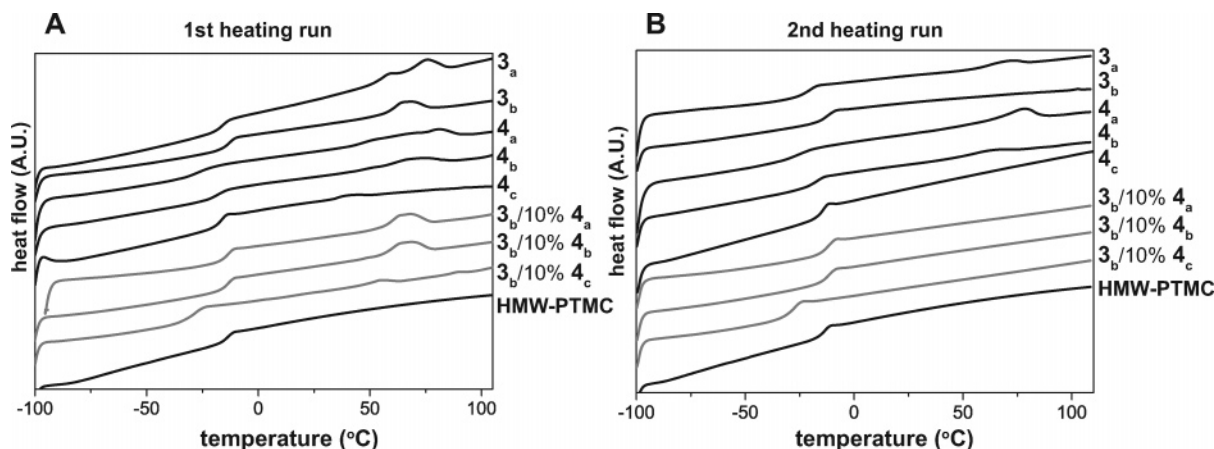 A 1st heating run
heat flow (A.U.)
3a
3b
4a
4b
4c
3b/10% 4a
3b/10% 4b
3b/10% 4c
HMW-PTMC
-100 -50 0 50 100
temperature (°C)
B 2nd heating run
heat flow (A.U.)
3a
3b
4a
4b
4c
3b/10% 4a
3b/10% 4b
3b/10% 4c
HMW-PTMC
-100 -50 0 50 100
temperature (°C)